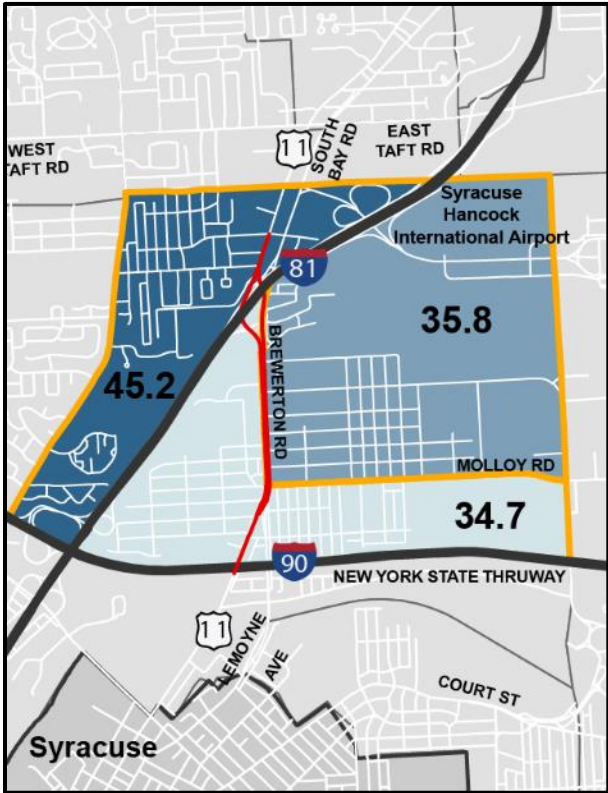 WEST
TAFT RD
11
SOUTH
BAY RD
EAST
TAFT RD
Syracuse
Hancock
International Airport
81
35.8
45.2
BREWERTON RD
MOLLOY RD
34.7
90
NEW YORK STATE THRUWAY
11
LEMOYNE
AVE
COURT ST
Syracuse